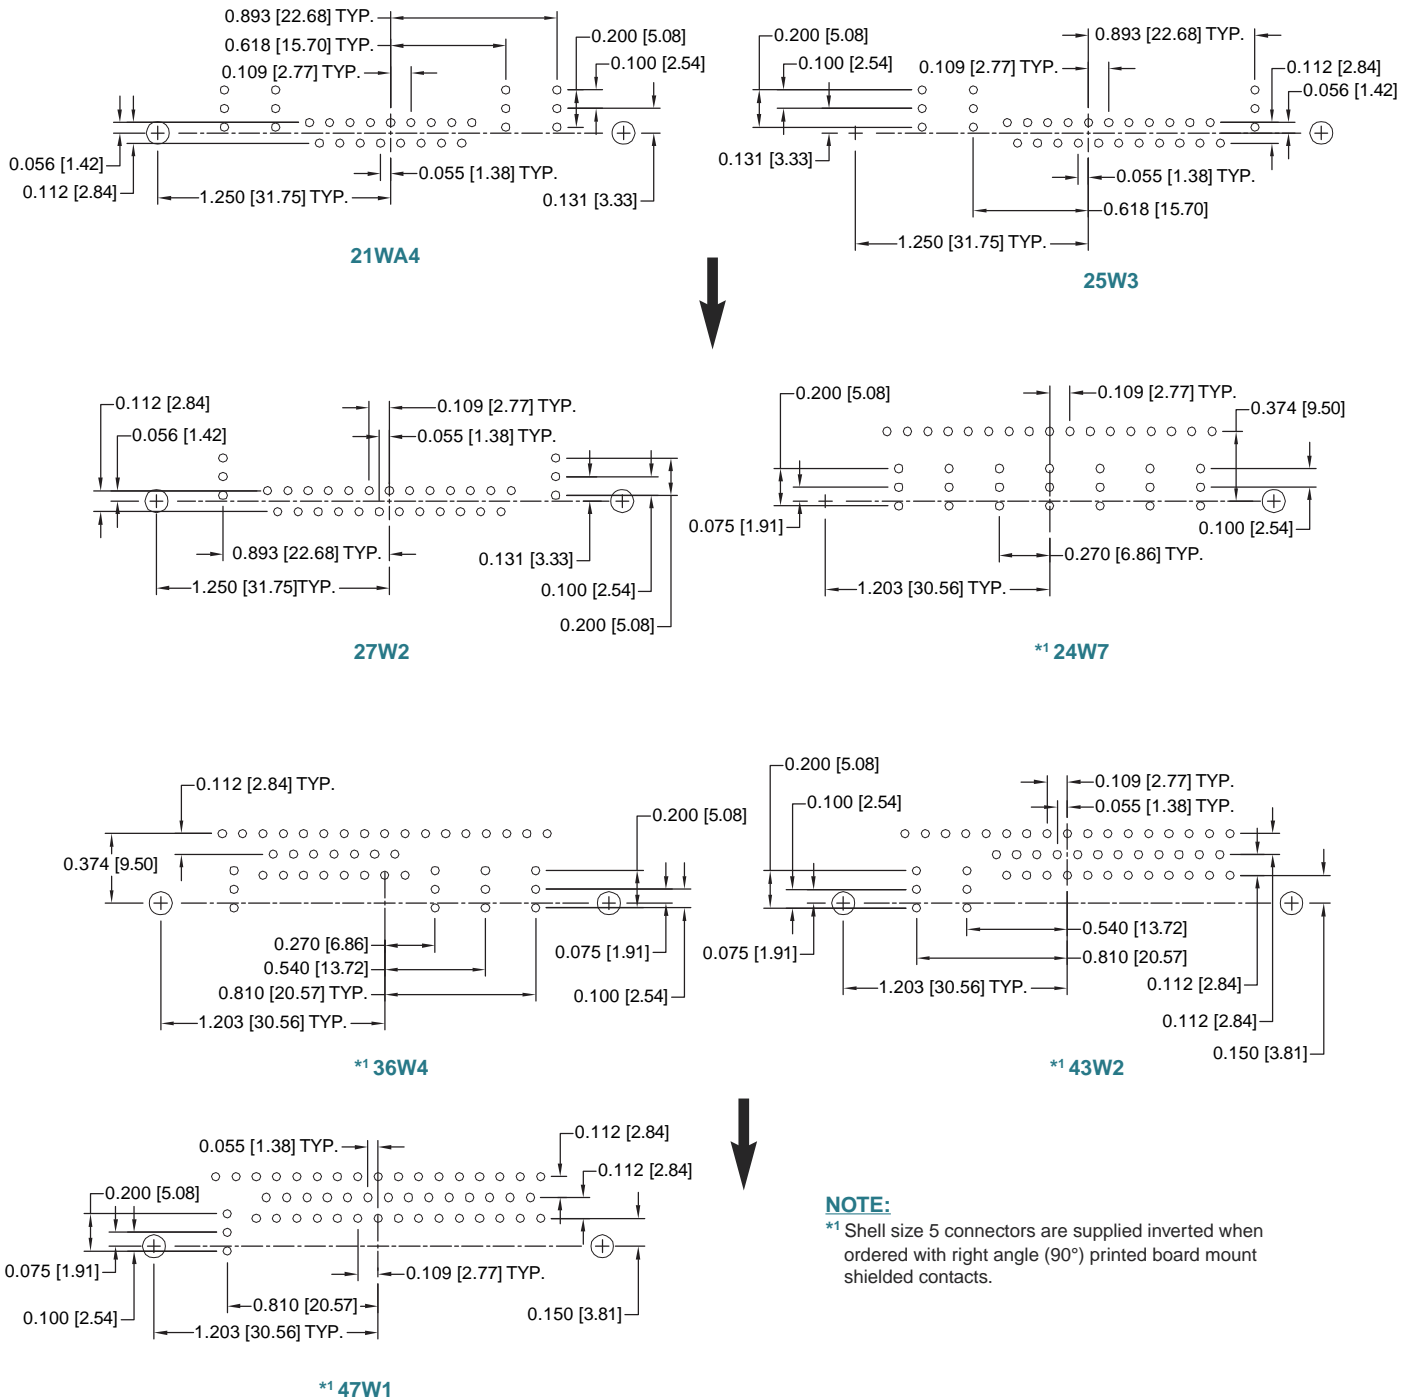 0.893 [22.68] TYP.
0.618 [15.70] TYP.
0.109 [2.77] TYP.
0.200 [5.08]
0.100 [2.54]
0.056 [1.42]
0.112 [2.84]
0.055 [1.38] TYP.
1.250 [31.75] TYP.
0.131 [3.33]
21WA4
0.200 [5.08]
0.893 [22.68] TYP.
0.100 [2.54]
0.109 [2.77] TYP.
0.112 [2.84]
0.056 [1.42]
0.131 [3.33]
0.055 [1.38] TYP.
0.618 [15.70]
1.250 [31.75] TYP.
25W3
0.112 [2.84]
0.109 [2.77] TYP.
0.056 [1.42]
0.055 [1.38] TYP.
0.893 [22.68] TYP.
0.131 [3.33]
1.250 [31.75]TYP.
0.100 [2.54]
0.200 [5.08]
27W2
0.200 [5.08]
0.109 [2.77] TYP.
0.374 [9.50]
0.075 [1.91]
0.100 [2.54]
0.270 [6.86] TYP.
1.203 [30.56] TYP.
*1 24W7
0.112 [2.84] TYP.
0.200 [5.08]
0.374 [9.50]
0.270 [6.86]
0.075 [1.91]
0.540 [13.72]
0.810 [20.57] TYP.
0.100 [2.54]
1.203 [30.56] TYP.
*1 36W4
0.200 [5.08]
0.109 [2.77] TYP.
0.100 [2.54]
0.055 [1.38] TYP.
0.540 [13.72]
0.075 [1.91]
0.810 [20.57]
1.203 [30.56] TYP.
0.112 [2.84]
0.112 [2.84]
0.150 [3.81]
*1 43W2
0.055 [1.38] TYP.
0.112 [2.84]
0.112 [2.84]
0.200 [5.08]
0.075 [1.91]
0.109 [2.77] TYP.
0.100 [2.54]
0.810 [20.57]
0.150 [3.81]
1.203 [30.56] TYP.
*1 47W1
NOTE:
*1 Shell size 5 connectors are supplied inverted when
ordered with right angle (90°) printed board mount
shielded contacts.